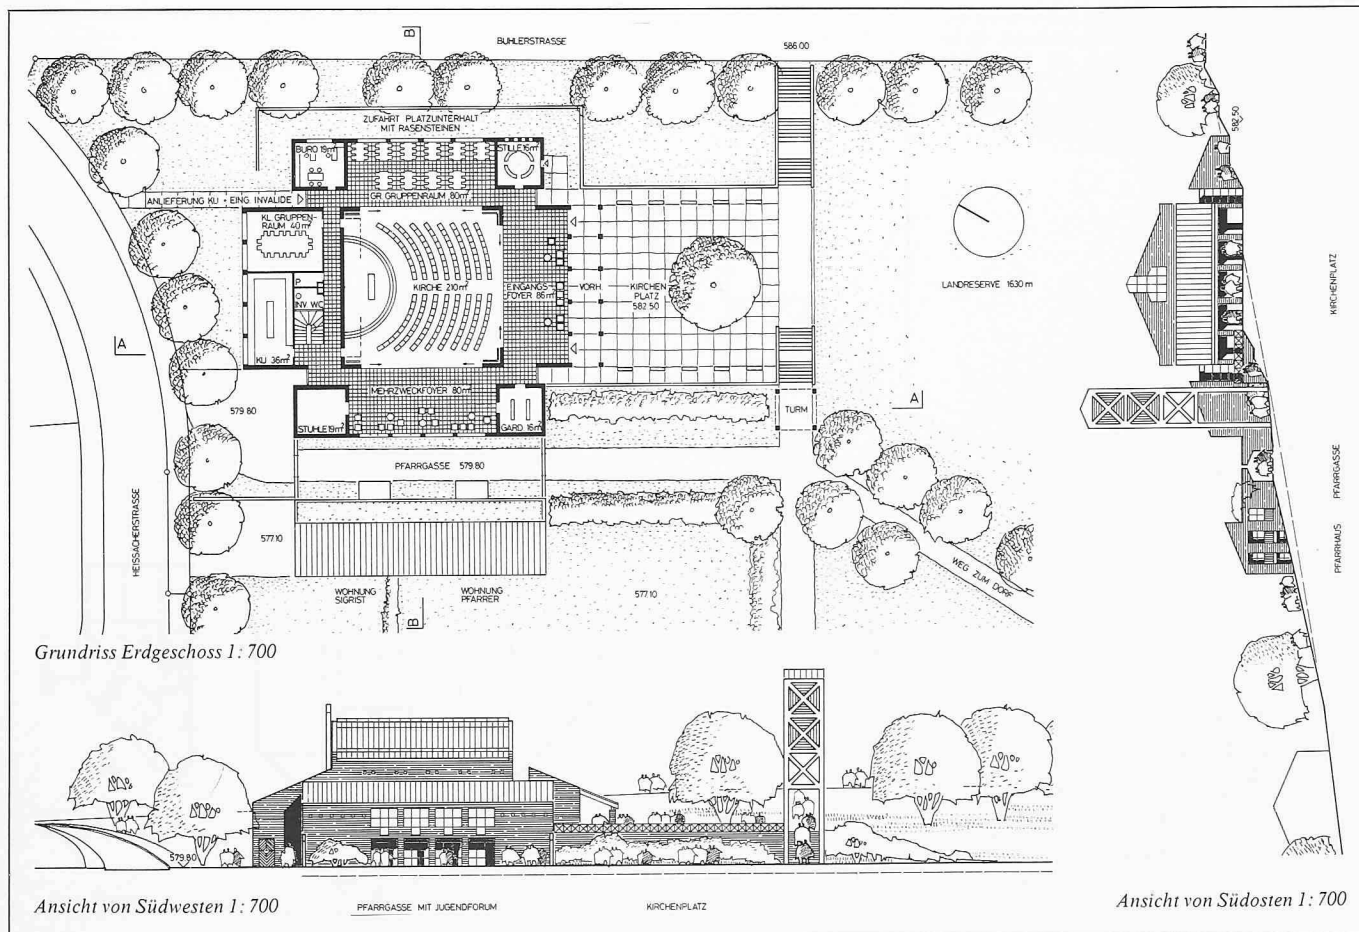 B
BUHLERSTRASSE
586.00
ZUFAHRT PLATZUNTERHALT
MIT RASENSTEINEN
BÜRO 19m²
STILLE 16m²
GR GRUPPENRAUM 80m²
ANLIEFERUNG KÜ + EING INVALIDE
KL GRUPPEN-
RAUM 40m²
KIRCHE 210m²
EINGANGS
FOYER 86m²
VORH.
KIRCHEN
PLATZ
582.50
LANDRESERVE 1630 m
P
INV WC
KÜ 36m²
A
MEHRZWECKFOYER 80m²
579.80
STÜHLE 19m²
GARD 16m²
TURM
A
PFARRGASSE 579.80
HEISSACHERSTRASSE
577.10
WOHNUNG
SIGRIST
WOHNUNG
PFARRER
577.10
WEG ZUM DORF
B
Grundriss Erdgeschoss 1: 700
582.50
KIRCHENPLATZ
PFARRGASSE
PFARRHAUS
579.80
Ansicht von Südwesten 1: 700
PFARRGASSE MIT JUGENDFORUM
KIRCHENPLATZ
Ansicht von Südosten 1: 700